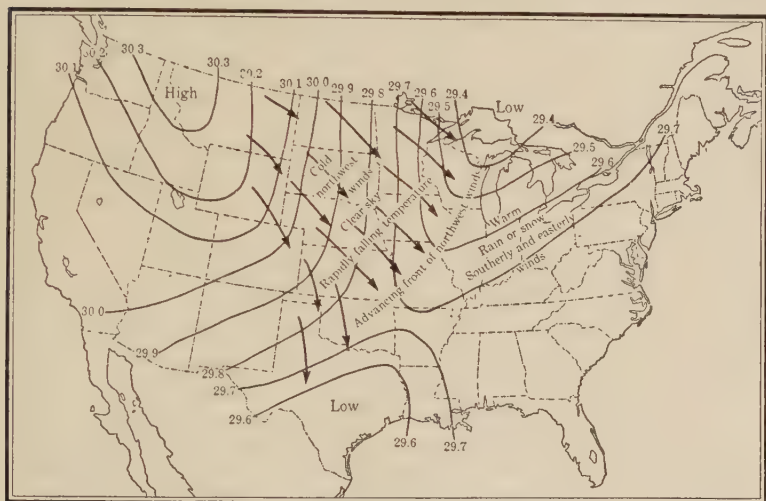 30.1
30.2
30.3
30.3
30.2
30.1
30.0
29.9
29.8
29.7
29.6
29.5
29.4
Low
High
29.4
29.5
29.6
29.7
Cold
northwest
winds
Clear sky
Rapidly falling temperature
Advancing front of northwest winds
Warm
Rain or snow
Southerly and easterly
winds
30.0
29.9
29.8
29.7
29.6
Low
29.6
29.7